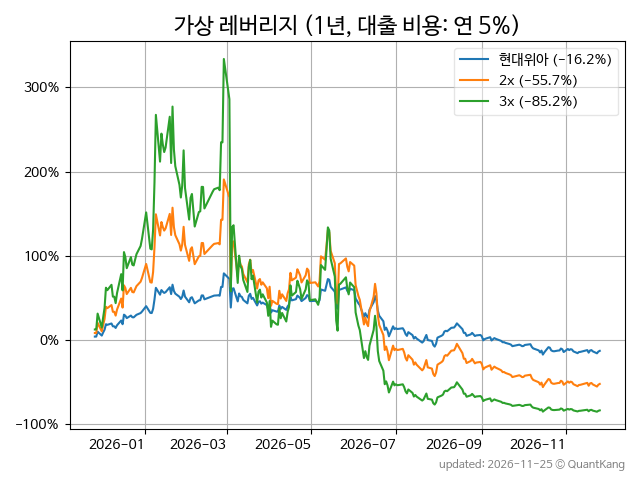 가상 레버리지 (1년, 대출 비용: 연 5%)
현대위아 (−16.2%)
2x (−55.7%)
3x (−85.2%)
300%
200%
100%
0%
−100%
2026-01 2026-03 2026-05 2026-07 2026-09 2026-11
updated: 2026-11-25 © QuantKang